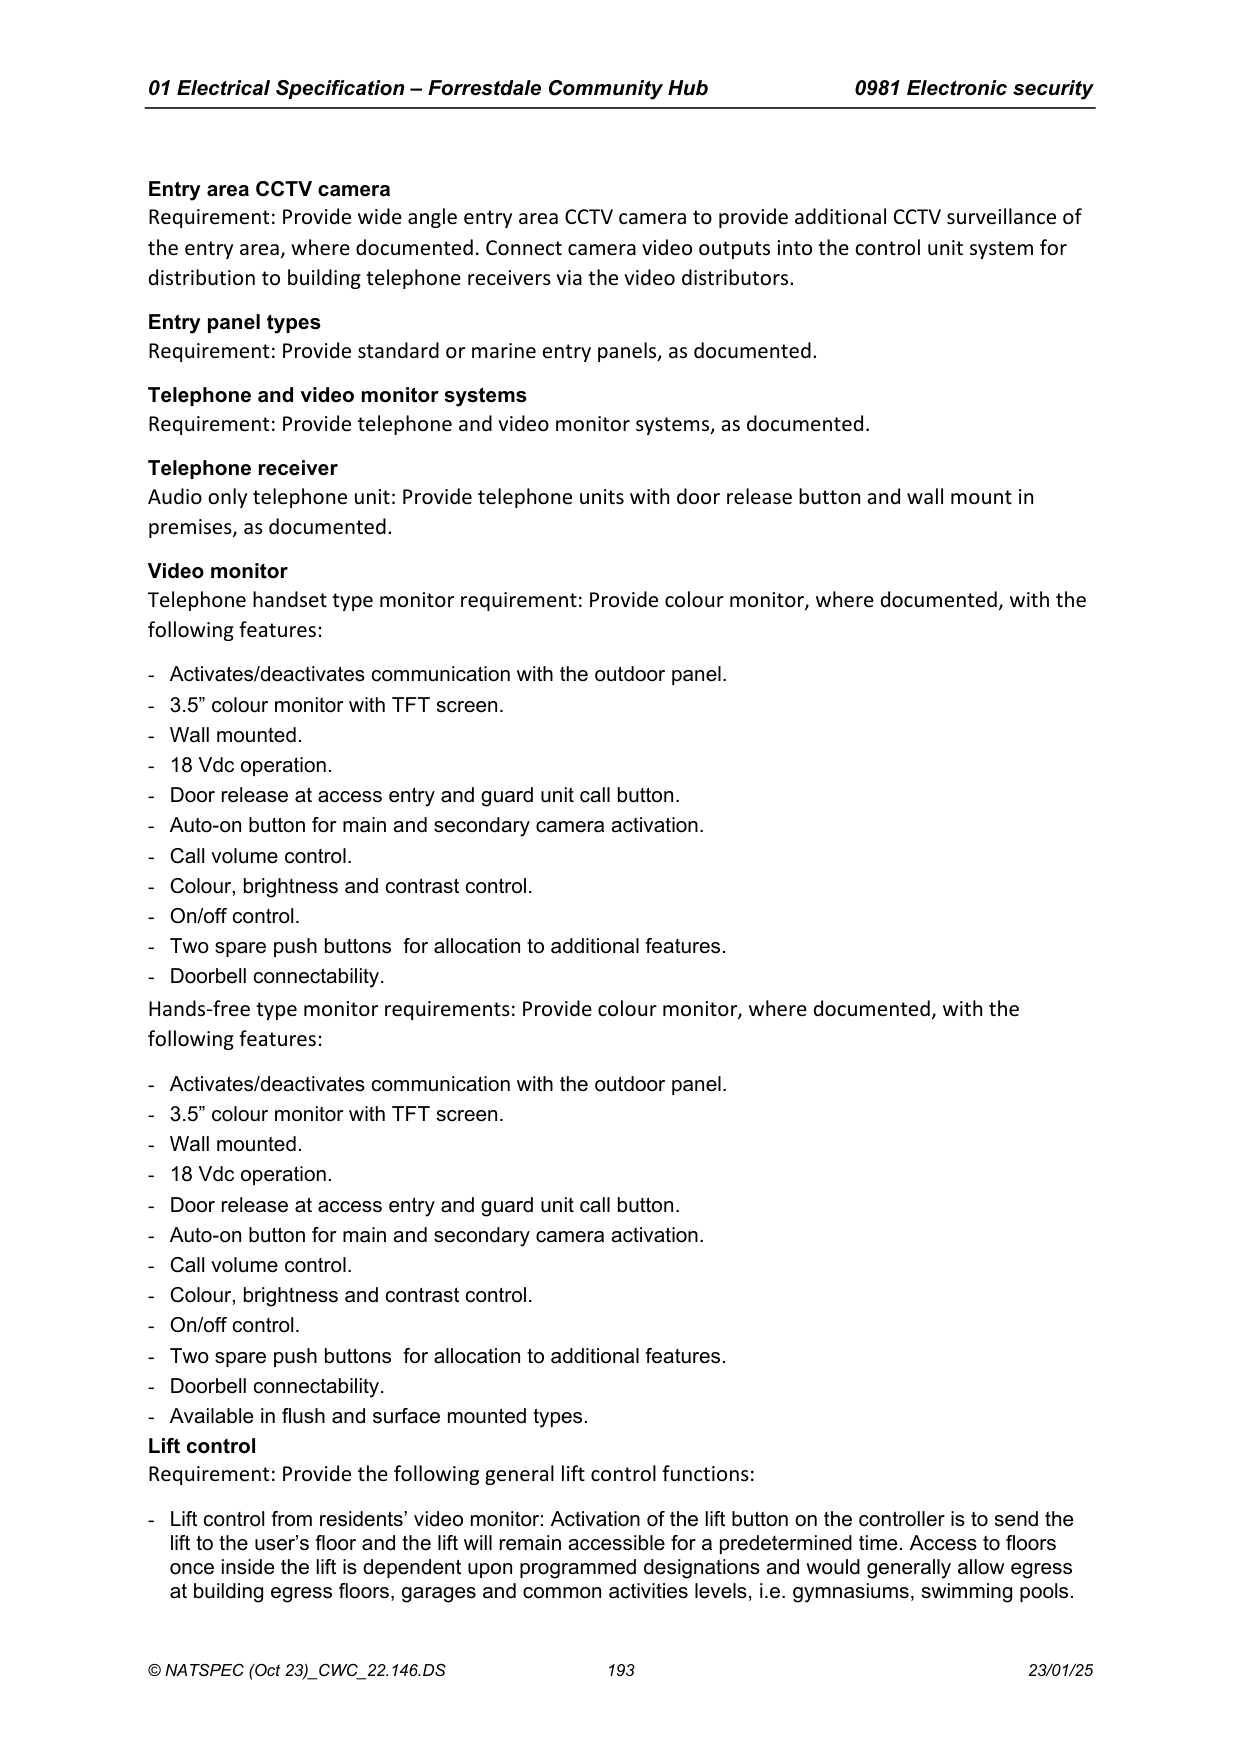 01 Electrical Specification – Forrestdale Community Hub 0981 Electronic security
Entry area CCTV camera
Requirement: Provide wide angle entry area CCTV camera to provide additional CCTV surveillance of
the entry area, where documented. Connect camera video outputs into the control unit system for
distribution to building telephone receivers via the video distributors.
Entry panel types
Requirement: Provide standard or marine entry panels, as documented.
Telephone and video monitor systems
Requirement: Provide telephone and video monitor systems, as documented.
Telephone receiver
Audio only telephone unit: Provide telephone units with door release button and wall mount in
premises, as documented.
Video monitor
Telephone handset type monitor requirement: Provide colour monitor, where documented, with the
following features:
- Activates/deactivates communication with the outdoor panel.
- 3.5” colour monitor with TFT screen.
- Wall mounted.
- 18 Vdc operation.
- Door release at access entry and guard unit call button.
- Auto-on button for main and secondary camera activation.
- Call volume control.
- Colour, brightness and contrast control.
- On/off control.
- Two spare push buttons  for allocation to additional features.
- Doorbell connectability.
Hands-free type monitor requirements: Provide colour monitor, where documented, with the
following features:
- Activates/deactivates communication with the outdoor panel.
- 3.5” colour monitor with TFT screen.
- Wall mounted.
- 18 Vdc operation.
- Door release at access entry and guard unit call button.
- Auto-on button for main and secondary camera activation.
- Call volume control.
- Colour, brightness and contrast control.
- On/off control.
- Two spare push buttons  for allocation to additional features.
- Doorbell connectability.
- Available in flush and surface mounted types.
Lift control
Requirement: Provide the following general lift control functions:
- Lift control from residents’ video monitor: Activation of the lift button on the controller is to send the
lift to the user’s floor and the lift will remain accessible for a predetermined time. Access to floors
once inside the lift is dependent upon programmed designations and would generally allow egress
at building egress floors, garages and common activities levels, i.e. gymnasiums, swimming pools.
© NATSPEC (Oct 23)_CWC_22.146.DS 193 23/01/25